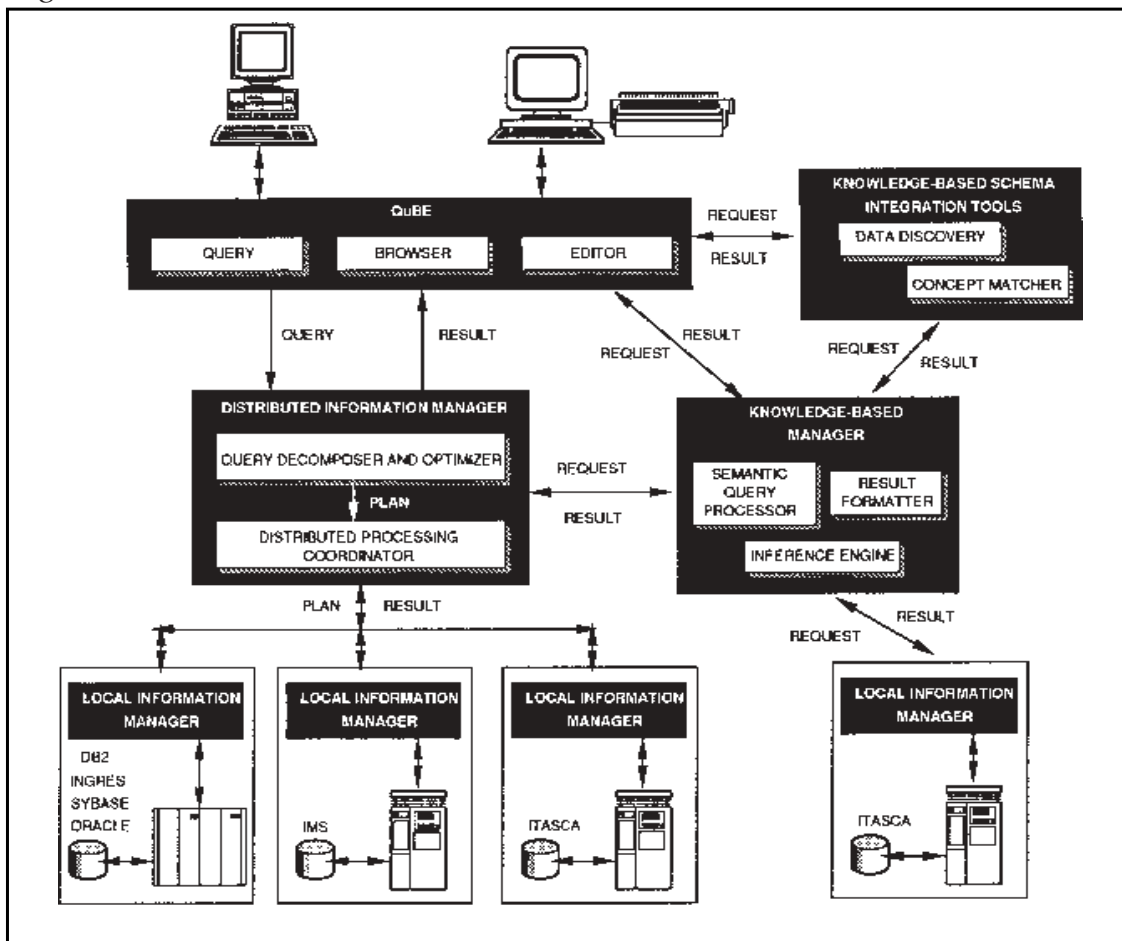 QuBE
QUERY
BROWSER
EDITOR
REQUEST
RESULT
KNOWLEDGE-BASED SCHEMA
INTEGRATION TOOLS
DATA DISCOVERY
CONCEPT MATCHER
QUERY
RESULT
RESULT
REQUEST
REQUEST
RESULT
DISTRIBUTED INFORMATION MANAGER
QUERY DECOMPOSER AND OPTIMIZER
PLAN
DISTRIBUTED PROCESSING
COORDINATOR
REQUEST
RESULT
KNOWLEDGE-BASED
MANAGER
SEMANTIC
QUERY
PROCESSOR
RESULT
FORMATTER
INFERENCE ENGINE
PLAN
RESULT
RESULT
REQUEST
LOCAL INFORMATION
MANAGER
DB2
INGRES
SYBASE
ORACLE
LOCAL INFORMATION
MANAGER
IMS
LOCAL INFORMATION
MANAGER
ITASCA
LOCAL INFORMATION
MANAGER
ITASCA